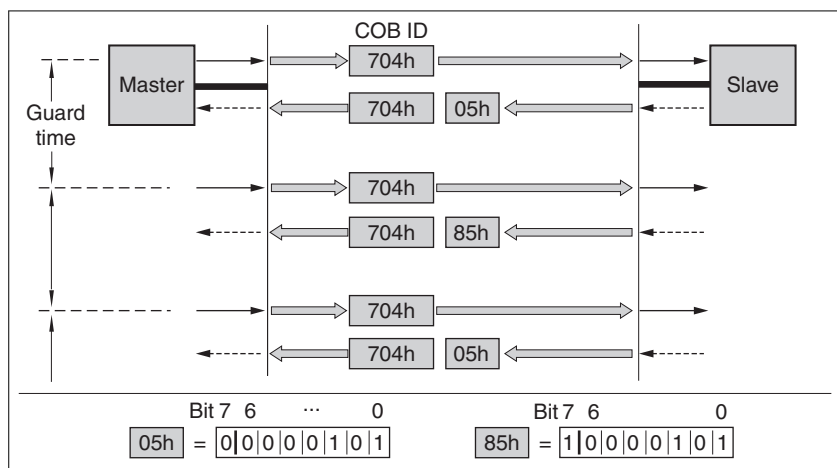 COB ID
Master
704h
Slave
704h 05h
Guard
time
704h
704h 85h
704h
704h 05h
Bit 7 6 ... 0
05h = 0 0 0 0 0 1 0 1
Bit 7 6 0
85h = 1 0 0 0 0 1 0 1